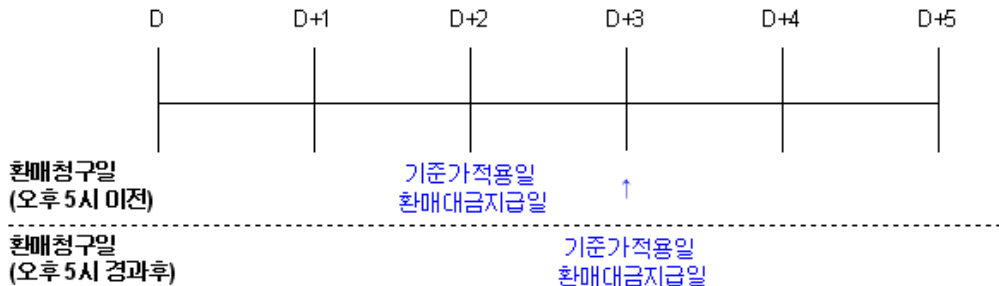 D D+1 D+2 D+3 D+4 D+5
환매청구일 기준가적용일
(오후 5시 이전) 환매대금지급일 ↑
환매청구일 기준가적용일
(오후 5시 경과후) 환매대금지급일